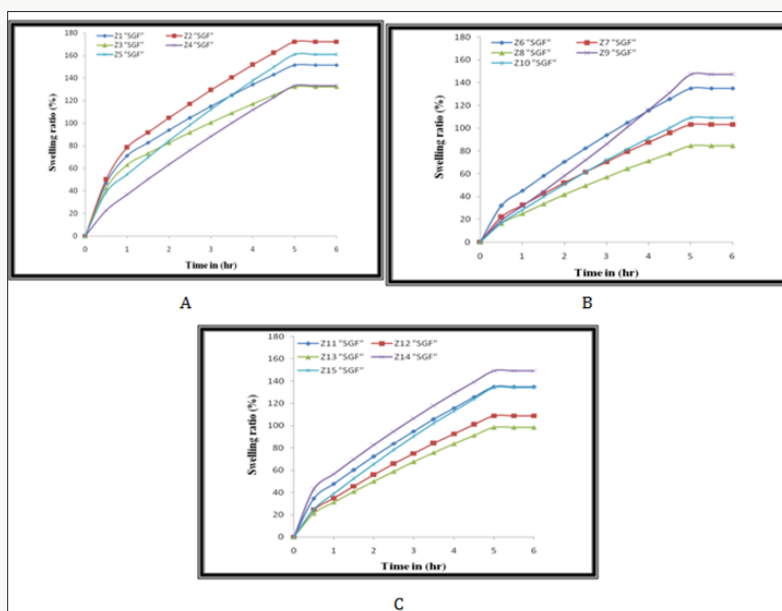 Z1 "SGF" Z2 "SGF"
Z3 "SGF" Z4 "SGF"
Z5 "SGF"
Swelling ratio (%)
180
160
140
120
100
80
60
40
20
0
0 1 2 3 4 5 6
Time in (hr)
A
Z6 "SGF" Z7 "SGF"
Z8 "SGF" Z9 "SGF"
Z10 "SGF"
Swelling ratio (%)
180
160
140
120
100
80
60
40
20
0
0 1 2 3 4 5 6
Time in (hr)
B
Z11 "SGF" Z12 "SGF"
Z13 "SGF" Z14 "SGF"
Z15 "SGF"
Swelling ratio (%)
180
160
140
120
100
80
60
40
20
0
0 1 2 3 4 5 6
Time in (hr)
C